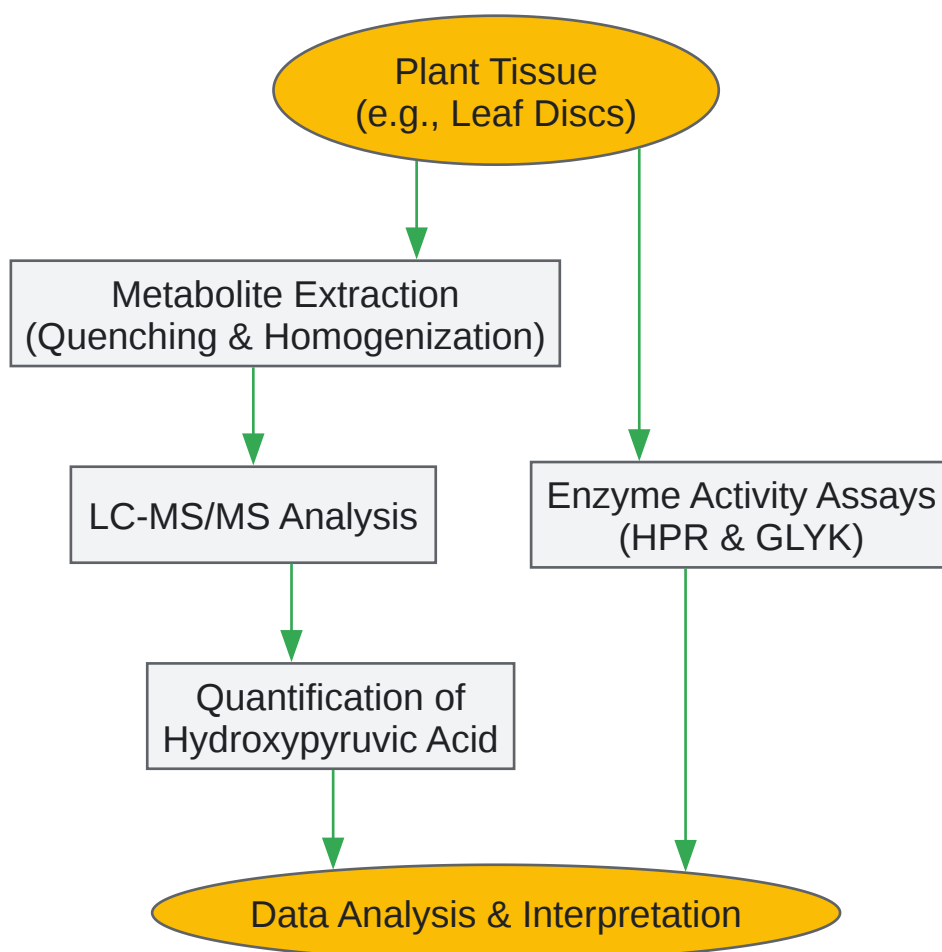 Plant Tissue
(e.g., Leaf Discs)
Metabolite Extraction
(Quenching & Homogenization)
LC-MS/MS Analysis
Enzyme Activity Assays
(HPR & GLYK)
Quantification of
Hydroxypyruvic Acid
Data Analysis & Interpretation